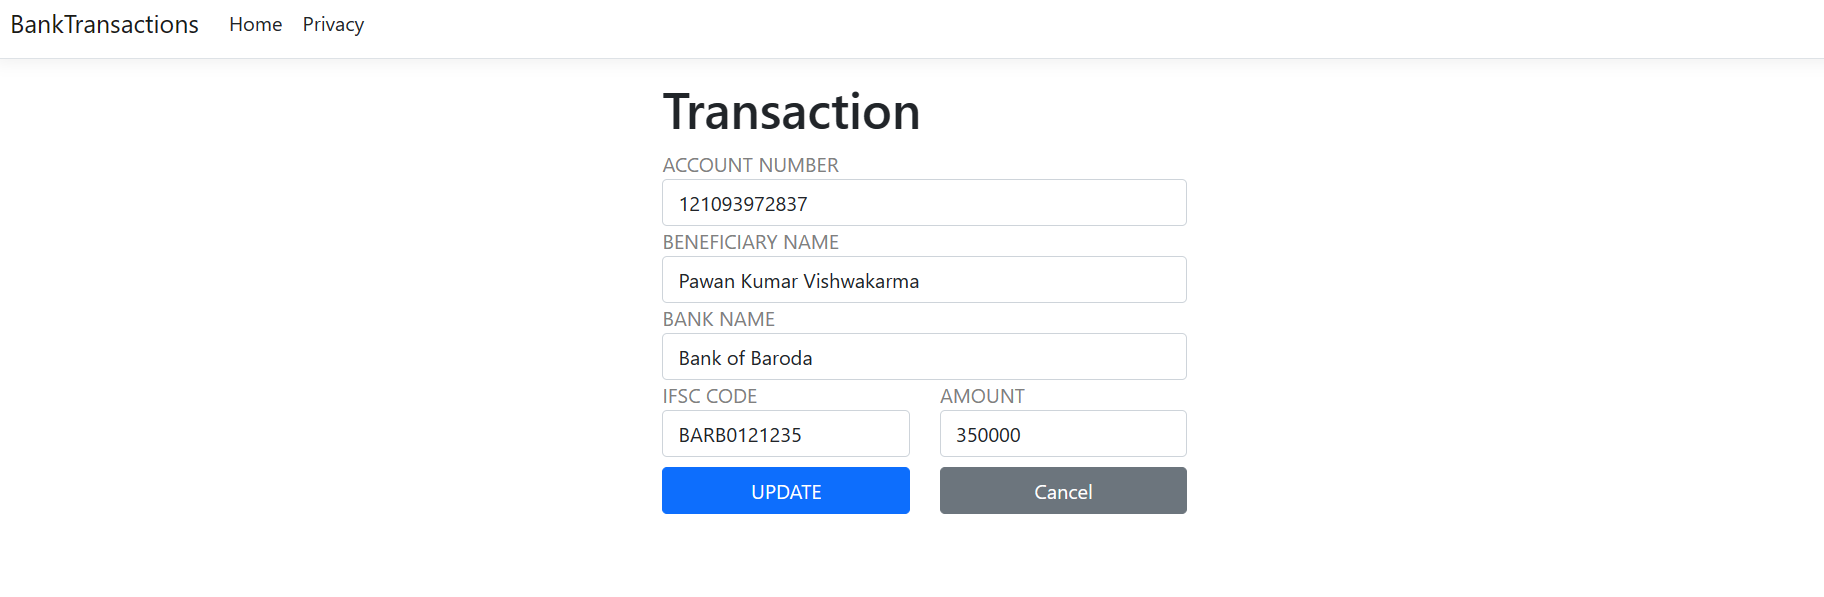 BankTransactions Home Privacy
Transaction
ACCOUNT NUMBER
121093972837
BENEFICIARY NAME
Pawan Kumar Vishwakarma
BANK NAME
Bank of Baroda
IFSC CODE AMOUNT
BARB0121235 350000
UPDATE Cancel